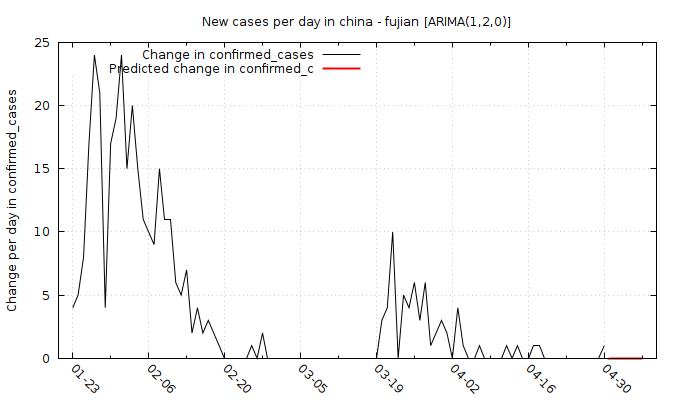 New cases per day in china - fujian [ARIMA(1,2,0)]
Change in confirmed_cases
Predicted change in confirmed_c
Change per day in confirmed_cases
25
20
15
10
5
0
01-23 02-06 02-20 03-05 03-19 04-02 04-16 04-30